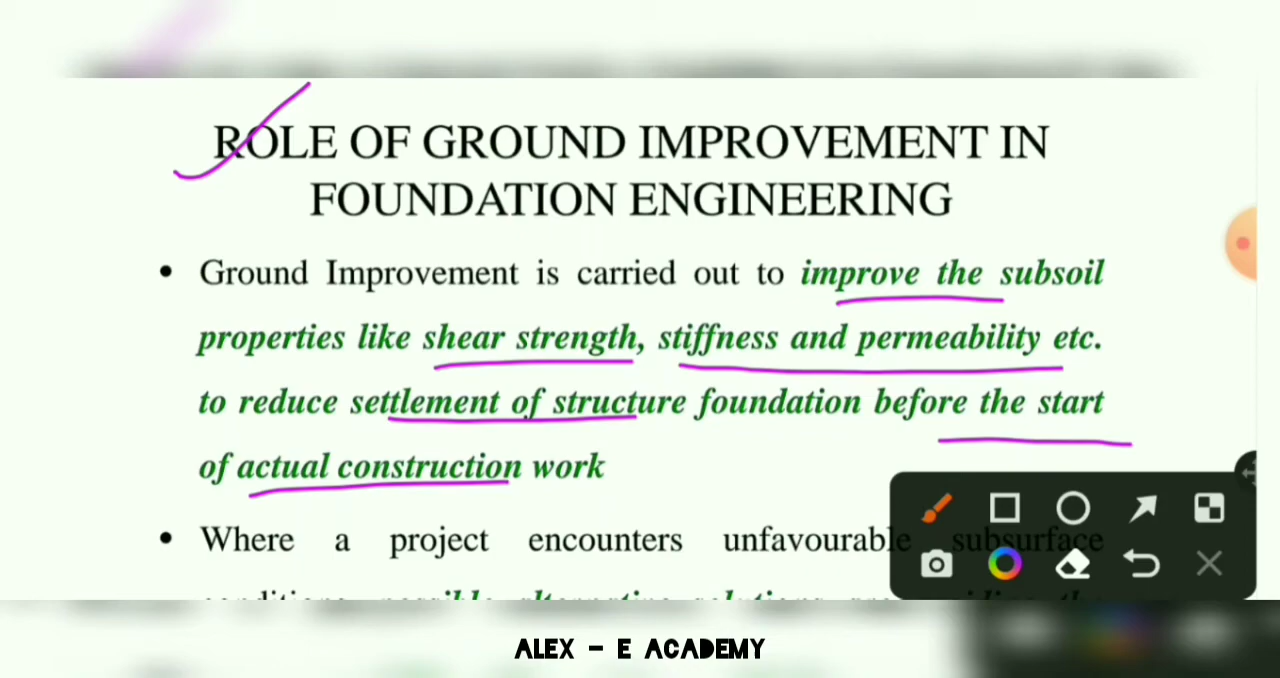 ROLE OF GROUND IMPROVEMENT IN
FOUNDATION ENGINEERING
• Ground Improvement is carried out to improve the subsoil
properties like shear strength, stiffness and permeability etc.
to reduce settlement of structure foundation before the start
of actual construction work
• Where a project encounters unfavourable subsurface
ALEX - E ACADEMY